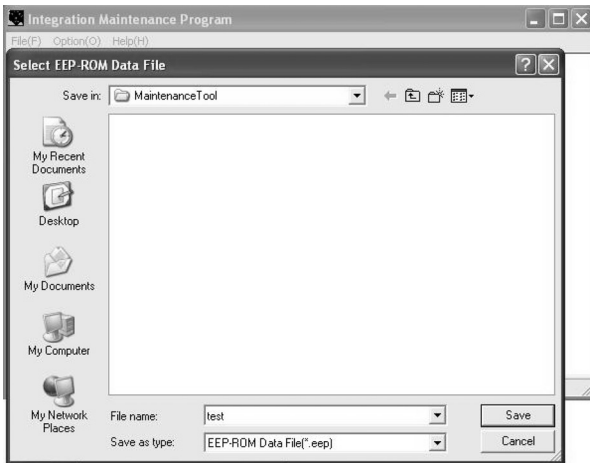 Integration Maintenance Program
File(F) Option(O) Help(H)
Select EEP-ROM Data File
Save in: MaintenanceTool
My Recent
Documents
Desktop
My Documents
My Computer
My Network
Places
File name: test Save
Save as type: EEP-ROM Data File(*.eep) Cancel